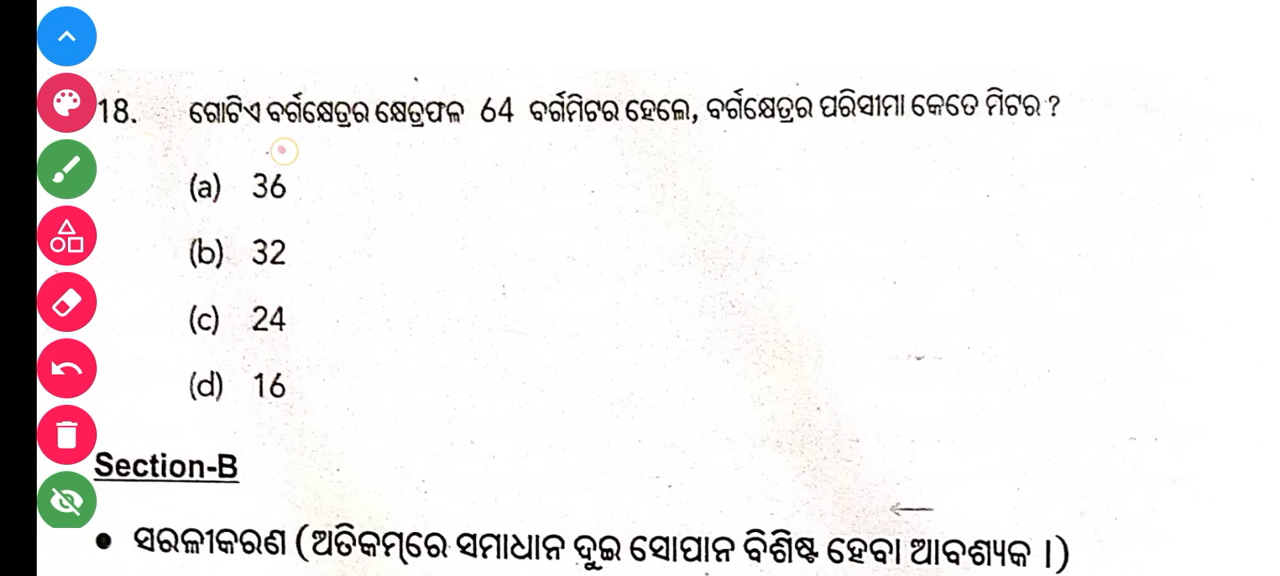 18. ଗୋଟିଏ ବର୍ଗକ୍ଷେତ୍ରର କ୍ଷେତ୍ରଫଳ 64 ବର୍ଗମିଟର ହେଲେ, ବର୍ଗକ୍ଷେତ୍ରର ପରିସୀମା କେତେ ମିଟର ?
(a) 36
(b) 32
(c) 24
(d) 16
Section-B
• ସରଳୀକରଣ (ଅତିକମ୍‌ରେ ସମାଧାନ ଦୁଇ ସୋପାନ ବିଶିଷ୍ଟ ହେବା ଆବଶ୍ୟକ ।)